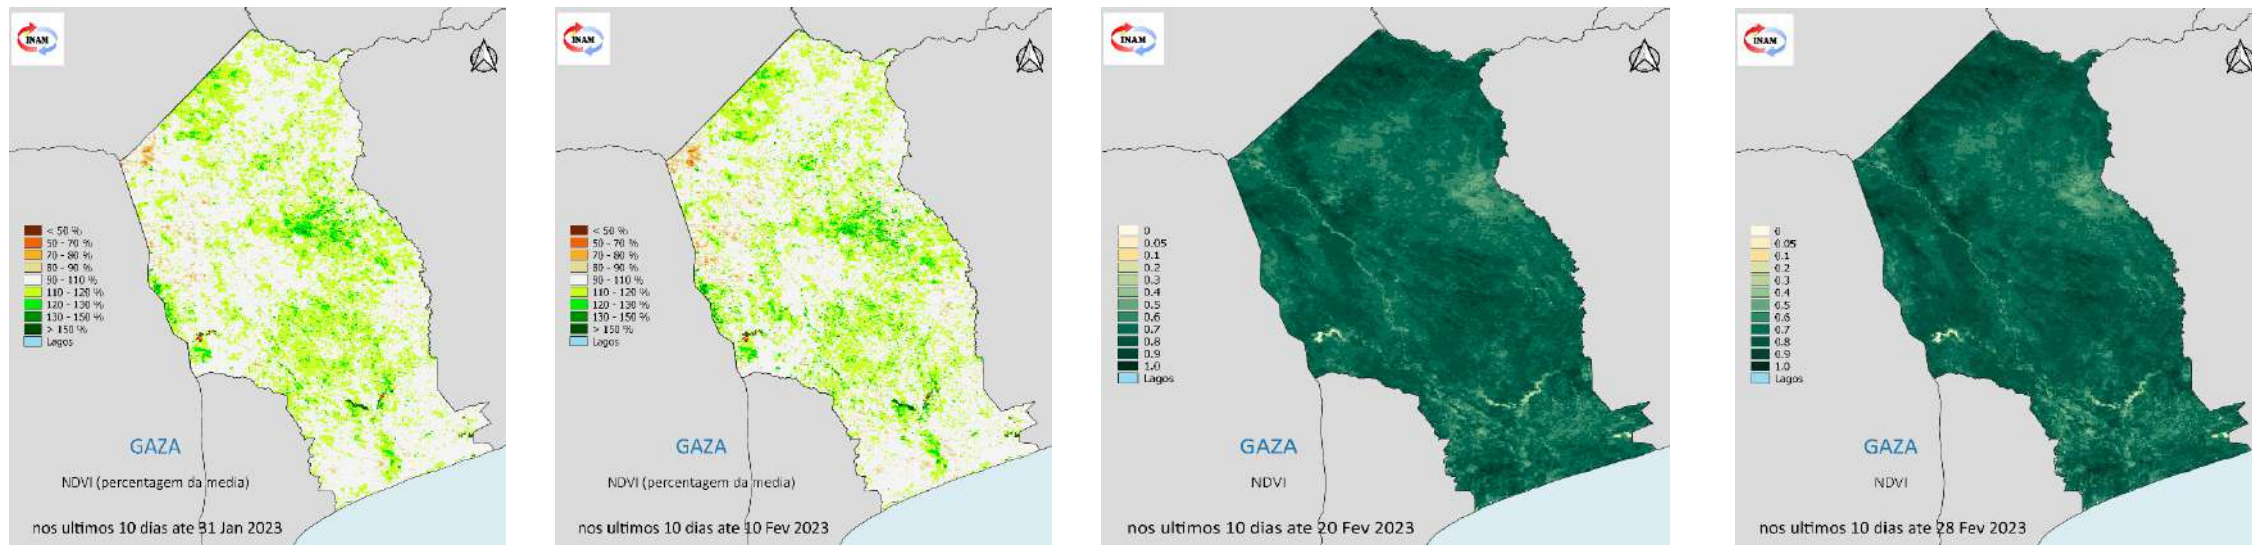 INAM
< 50 %
50 - 70 %
70 - 80 %
80 - 90 %
90 - 110 %
110 - 120 %
120 - 130 %
130 - 150 %
> 150 %
Lagos
GAZA
NDVI (percentagem da media)
nos ultimos 10 dias ate 31 Jan 2023
INAM
< 50 %
50 - 70 %
70 - 80 %
80 - 90 %
90 - 110 %
110 - 120 %
120 - 130 %
130 - 150 %
> 150 %
Lagos
GAZA
NDVI (percentagem da media)
nos ultimos 10 dias ate 10 Fev 2023
INAM
0
0.05
0.1
0.2
0.3
0.4
0.5
0.6
0.7
0.8
0.9
1.0
Lagos
GAZA
NDVI
nos ultimos 10 dias ate 20 Fev 2023
INAM
0
0.05
0.1
0.2
0.3
0.4
0.5
0.6
0.7
0.8
0.9
1.0
Lagos
GAZA
NDVI
nos ultimos 10 dias ate 28 Fev 2023